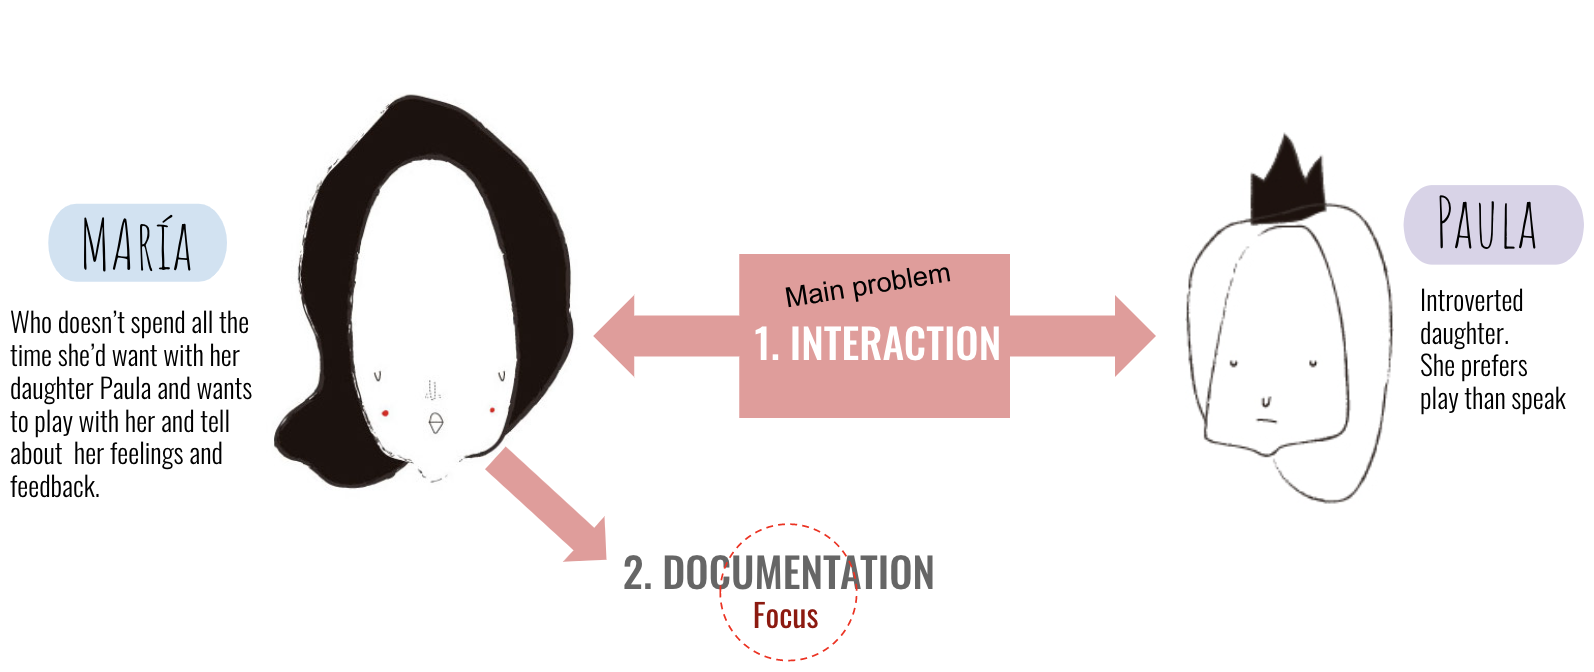 MARÍA
Who doesn’t spend all the
time she’d want with her
daughter Paula and wants
to play with her and tell
about  her feelings and
feedback.
Main problem
1. INTERACTION
PAULA
Introverted
daughter.
She prefers
play than speak
2. DOCUMENTATION
Focus